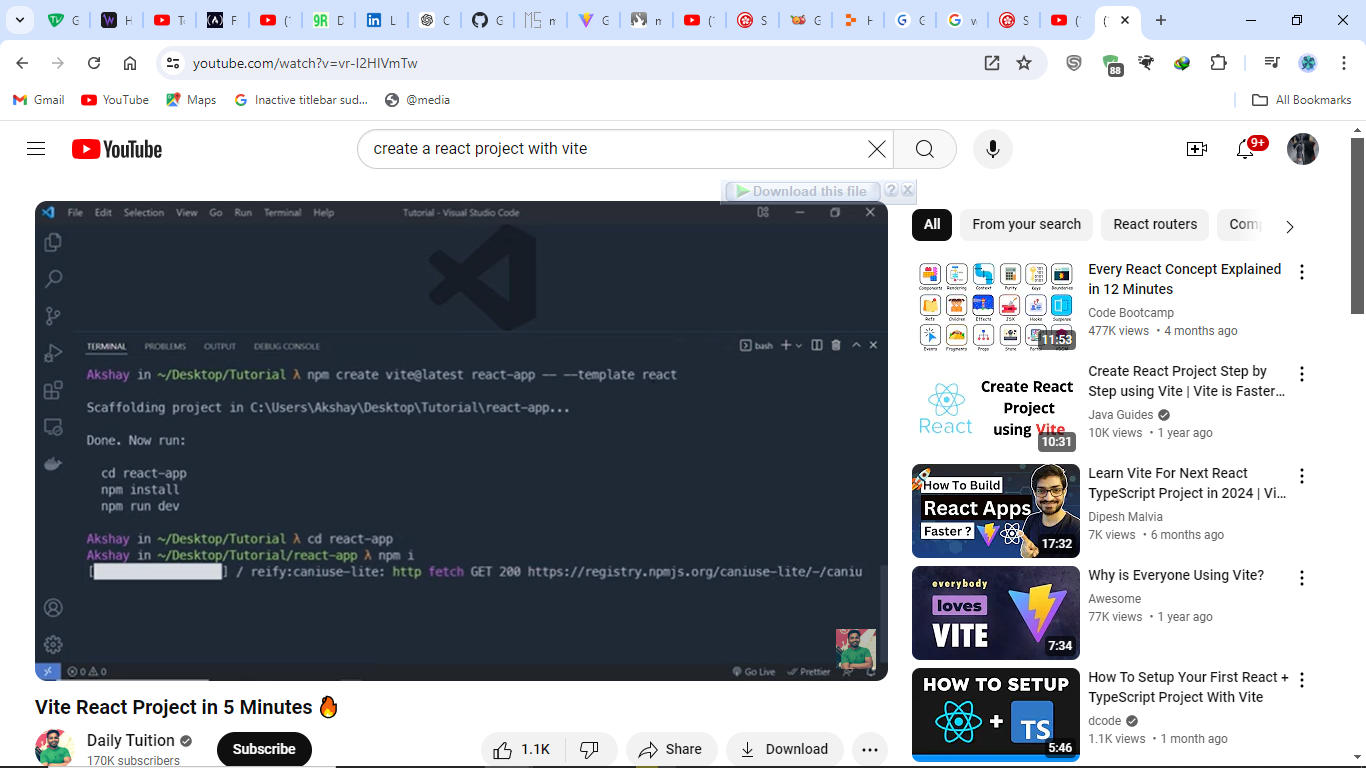 youtube.com/watch?v=vr-I2HIVmTw
88
Gmail
YouTube
Maps
Inactive titlebar sud...
@media
All Bookmarks
YouTube
create a react project with vite
9+
Download this file
?
File Edit Selection View Go Run Terminal Help
Tutorial - Visual Studio Code
TERMINAL PROBLEMS OUTPUT DEBUG CONSOLE
bash
Akshay in ~/Desktop/Tutorial λ npm create vite@latest react-app -- --template react
Scaffolding project in C:\Users\Akshay\Desktop\Tutorial\react-app...
Done. Now run:
cd react-app
npm install
npm run dev
Akshay in ~/Desktop/Tutorial λ cd react-app
Akshay in ~/Desktop/Tutorial/react-app λ npm i
[ ] / reify:caniuse-lite: http fetch GET 200 https://registry.npmjs.org/caniuse-lite/-/caniu
0 0
Go Live
Prettier
Vite React Project in 5 Minutes 🔥
Daily Tuition
170K subscribers
Subscribe
1.1K
Share
Download
All
From your search
React routers
Every React Concept Explained
in 12 Minutes
Code Bootcamp
477K views • 4 months ago
11:53
Create React
Project
using Vite
React
10:31
Create React Project Step by
Step using Vite | Vite is Faster...
Java Guides
10K views • 1 year ago
How To Build
React Apps
Faster ?
17:32
Learn Vite For Next React
TypeScript Project in 2024 | Vi...
Dipesh Malvia
7K views • 6 months ago
everybody
loves
VITE
7:34
Why is Everyone Using Vite?
Awesome
77K views • 1 year ago
HOW TO SETUP
+ TS
5:46
How To Setup Your First React +
TypeScript Project With Vite
dcode
1.1K views • 1 month ago